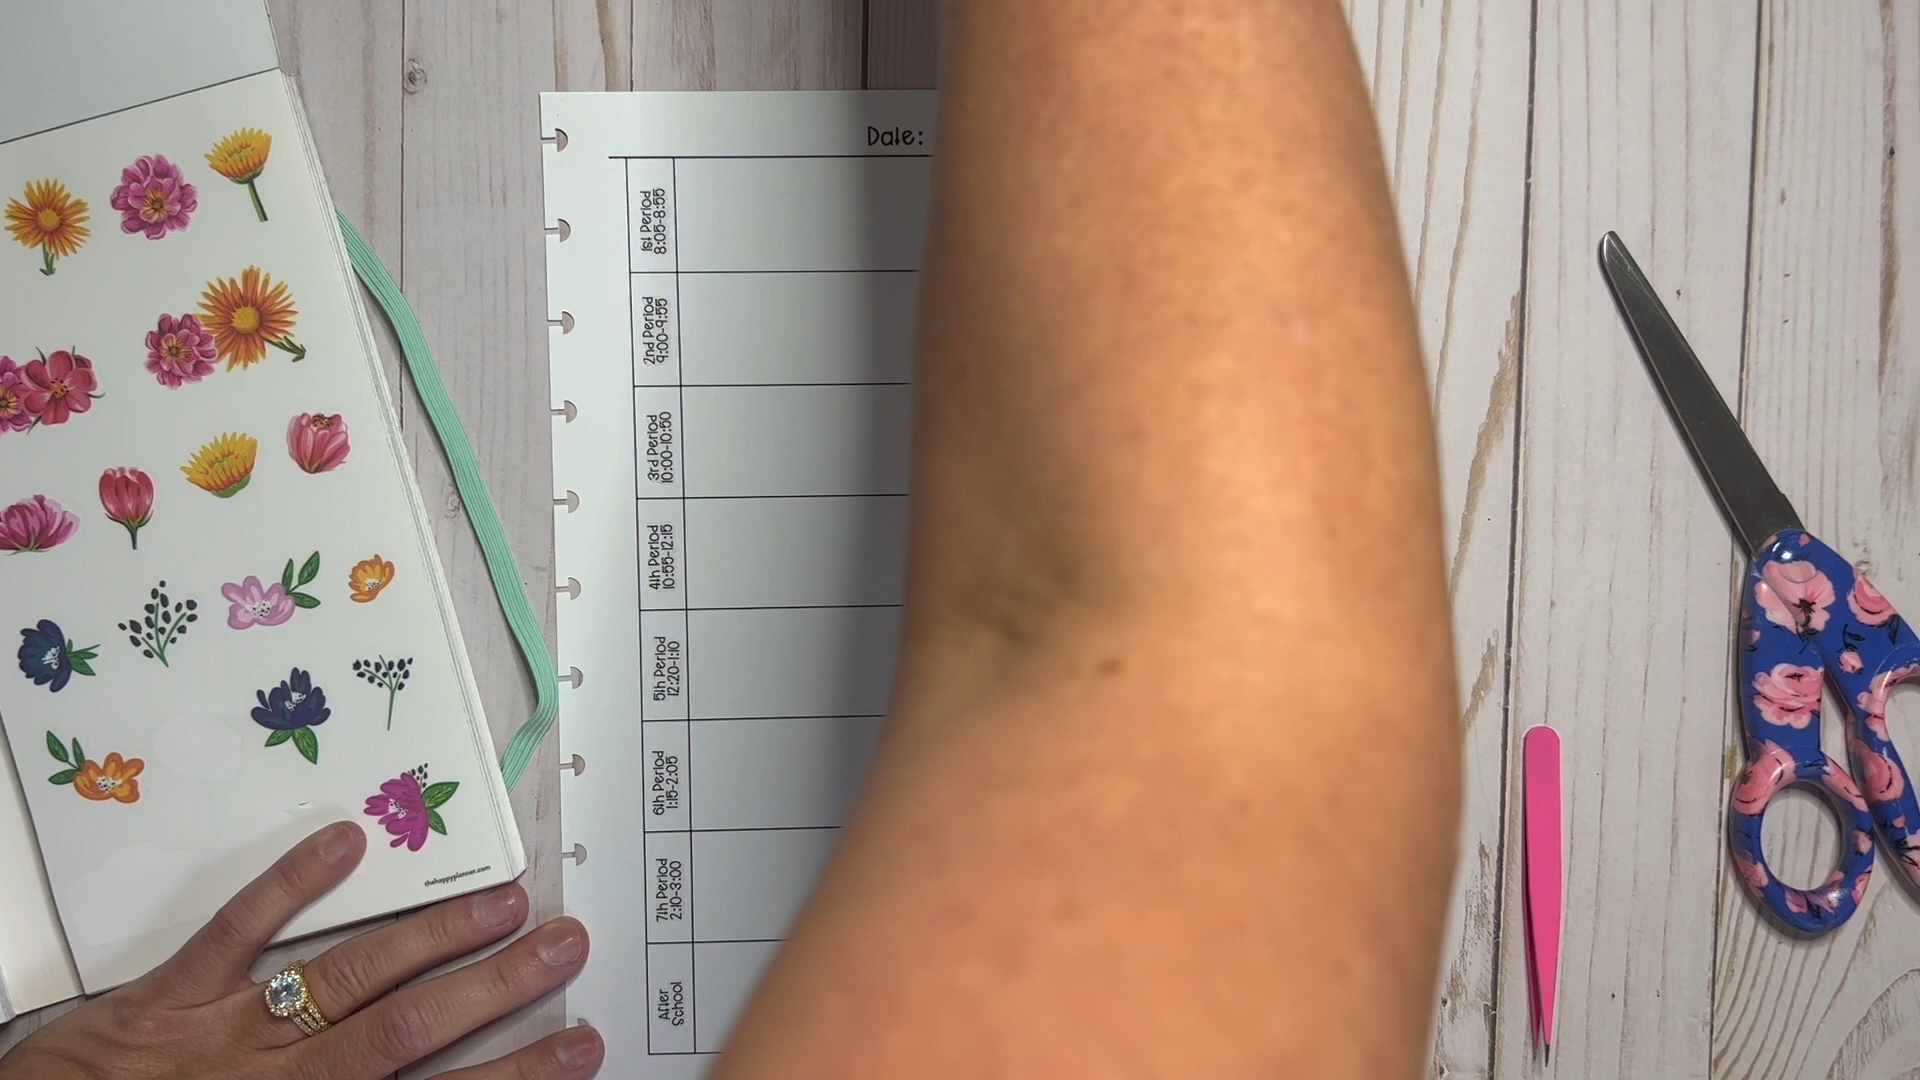 Date:
1st Period
8:05-8:55
2nd Period
9:00-9:55
3rd Period
10:00-10:50
4th Period
10:55-12:15
5th Period
12:20-1:10
6th Period
1:15-2:05
7th Period
2:10-3:00
After
School
thehappyplanner.com